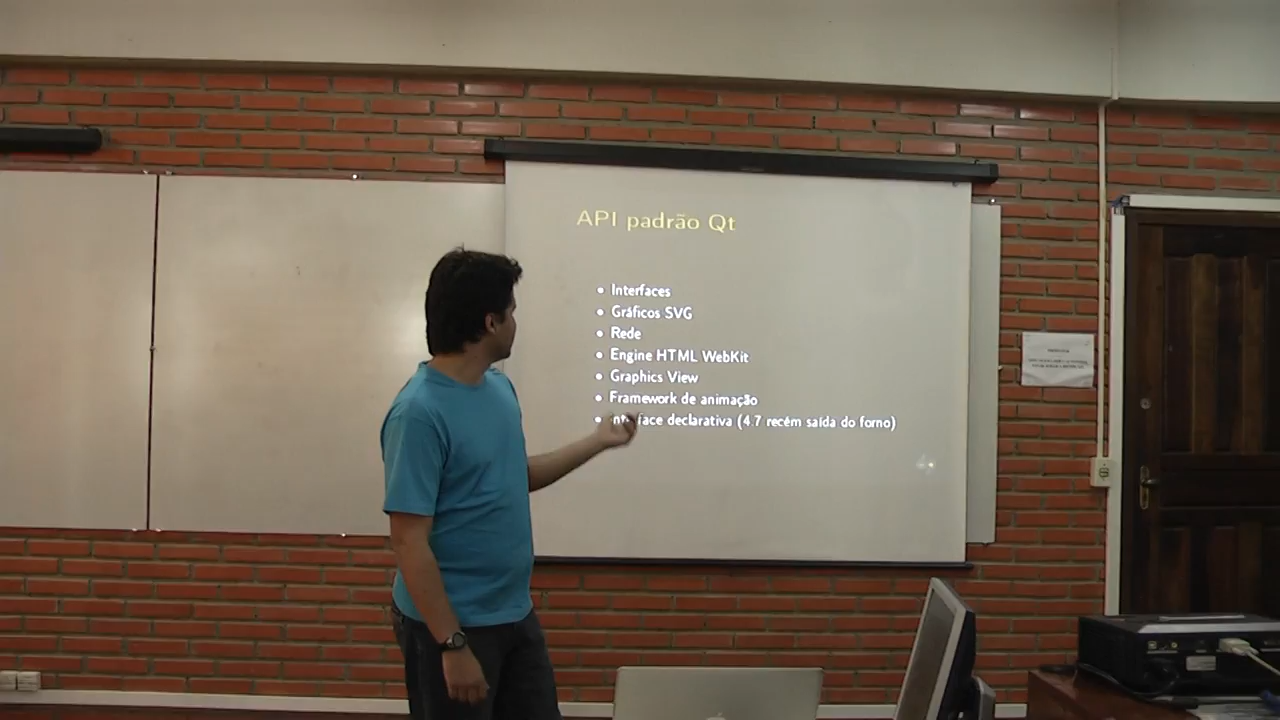 API padrão Qt
Interfaces
Gráficos SVG
Rede
Engine HTML WebKit
Graphics View
Framework de animação
Interface declarativa (4.7 recém saída do forno)